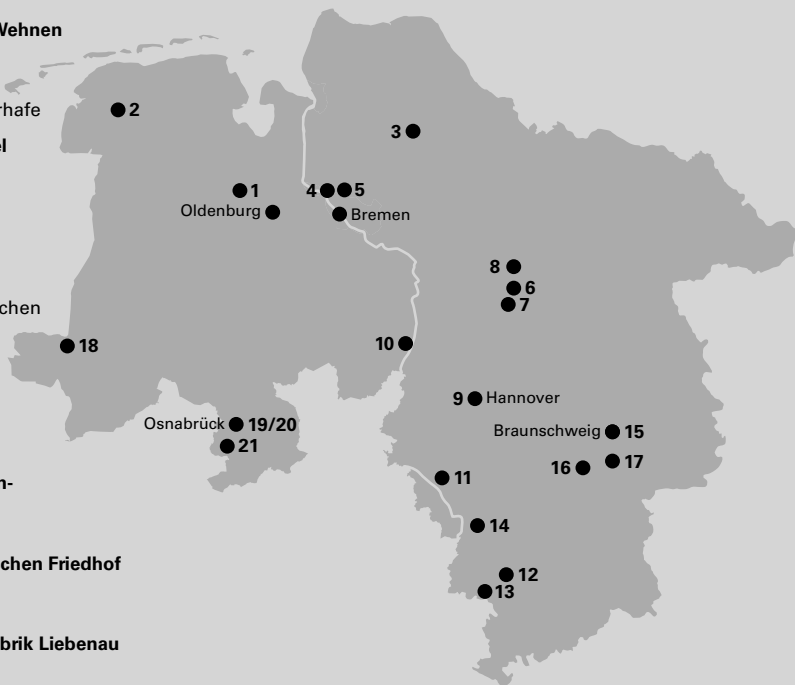 Wehnen
rhafe
2
3
el
1
4
5
Oldenburg
Bremen
8
6
7
chen
18
10
9 Hannover
Osnabrück 19/20
Braunschweig 15
21
16
17
11
n-
14
chen Friedhof
12
13
brik Liebenau